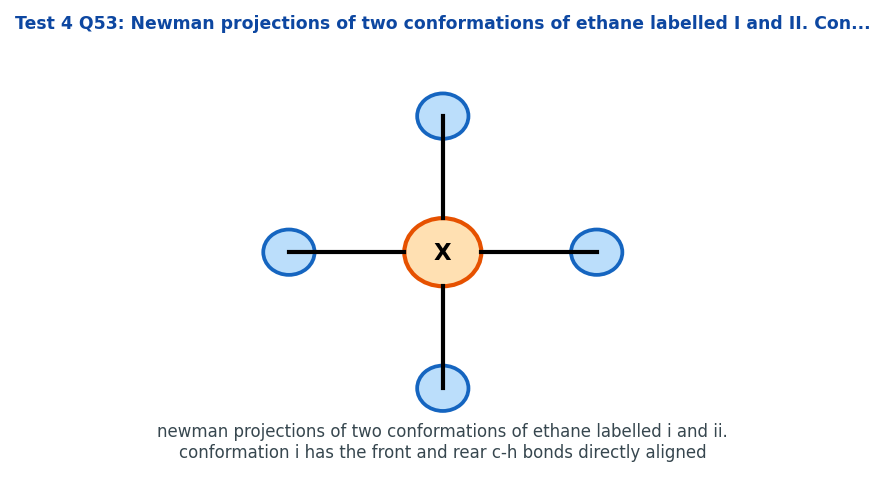 Test 4 Q53: Newman projections of two conformations of ethane labelled I and II. Con...
X
newman projections of two conformations of ethane labelled i and ii.
conformation i has the front and rear c-h bonds directly aligned